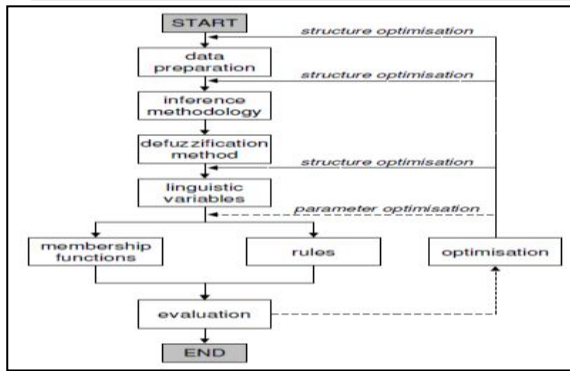 START
structure optimisation
data
preparation
structure optimisation
inference
methodology
defuzzification
method
structure optimisation
linguistic
variables
parameter optimisation
membership
functions
rules
optimisation
evaluation
END